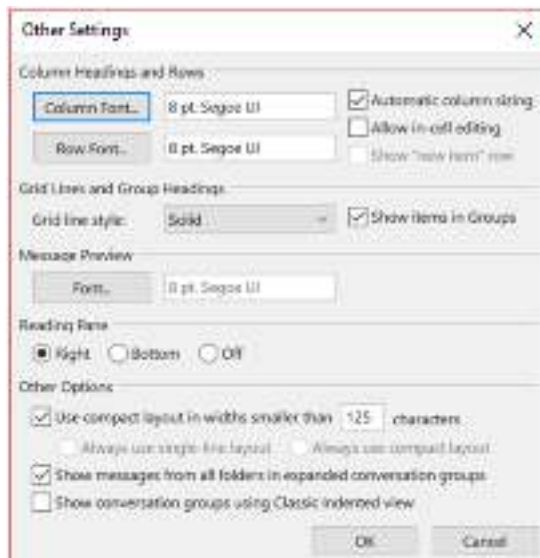 Other Settings
Column Headings and Rows
Column Font... 8 pt. Segoe UI Automatic column sizing
Allow in-cell editing
Row Font... 8 pt. Segoe UI Show "new item" row
Grid Lines and Group Headings
Grid line style: Solid Show items in Groups
Message Preview
Font... 8 pt. Segoe UI
Reading Pane
Right Bottom Off
Other Options
Use compact layout in widths smaller than 125 characters
Always use single-line layout Always use compact layout
Show messages from all folders in expanded conversation groups
Show conversation groups using Classic Indented view
OK Cancel